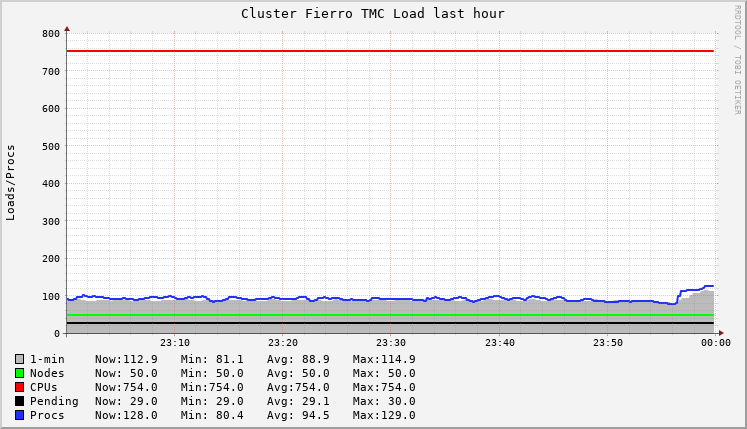 Cluster Fierro TMC Load last hour
RRDTOOL / TOBI OETIKER
Loads/Procs
800
700
600
500
400
300
200
100
0
23:10 23:20 23:30 23:40 23:50 00:00
1-min Now:112.9 Min: 81.1 Avg: 88.9 Max:114.9
Nodes Now: 50.0 Min: 50.0 Avg: 50.0 Max: 50.0
CPUs Now:754.0 Min:754.0 Avg:754.0 Max:754.0
Pending Now: 29.0 Min: 29.0 Avg: 29.1 Max: 30.0
Procs Now:128.0 Min: 80.4 Avg: 94.5 Max:129.0